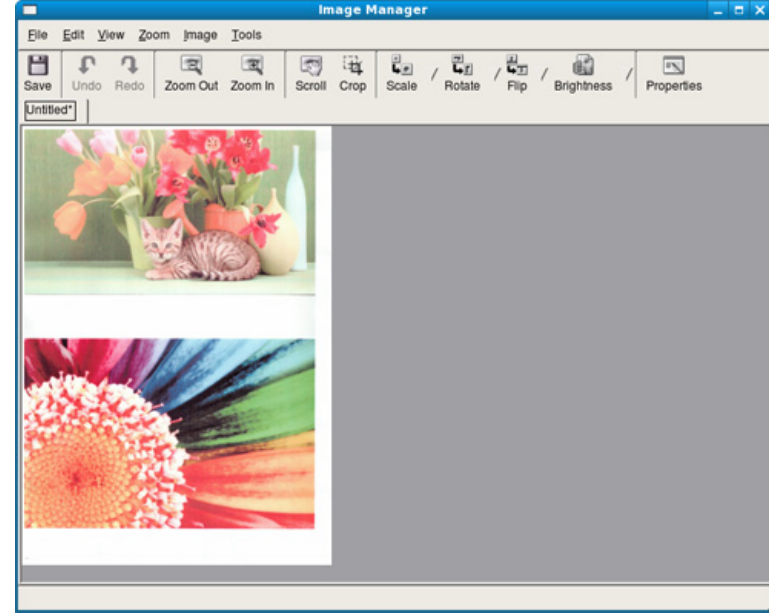 Image Manager
File Edit View Zoom Image Tools
Save Undo Redo Zoom Out Zoom In Scroll Crop Scale / Rotate / Flip / Brightness / Properties
Untitled*